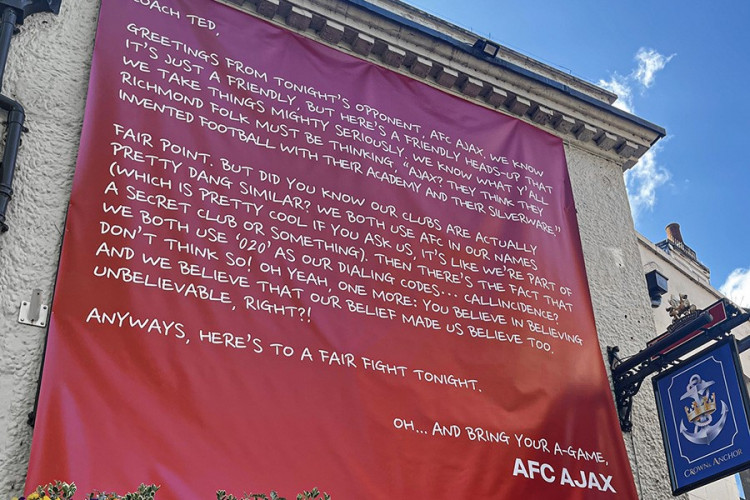 COACH TED,
GREETINGS FROM TONIGHT'S OPPONENT, AFC AJAX. WE KNOW
IT'S JUST A FRIENDLY, BUT HERE'S A FRIENDLY HEADS-UP THAT
WE TAKE THINGS MIGHTY SERIOUSLY. WE KNOW WHAT Y'ALL
RICHMOND FOLK MUST BE THINKING, "AJAX? THEY THINK THEY
INVENTED FOOTBALL WITH THEIR ACADEMY AND THEIR SILVERWARE."
FAIR POINT. BUT DID YOU KNOW OUR CLUBS ARE ACTUALLY
PRETTY DANG SIMILAR? WE BOTH USE AFC IN OUR NAMES
(WHICH IS PRETTY COOL IF YOU ASK US, IT'S LIKE WE'RE PART OF
A SECRET CLUB OR SOMETHING). THEN THERE'S THE FACT THAT
WE BOTH USE '020' AS OUR DIALING CODES... CALLINCIDENCE?
DON'T THINK SO! OH YEAH, ONE MORE: YOU BELIEVE IN BELIEVING
AND WE BELIEVE THAT OUR BELIEF MADE US BELIEVE TOO.
UNBELIEVABLE, RIGHT?!
ANYWAYS, HERE'S TO A FAIR FIGHT TONIGHT.
OH... AND BRING YOUR A-GAME,
AFC AJAX
CROWN & ANCHOR